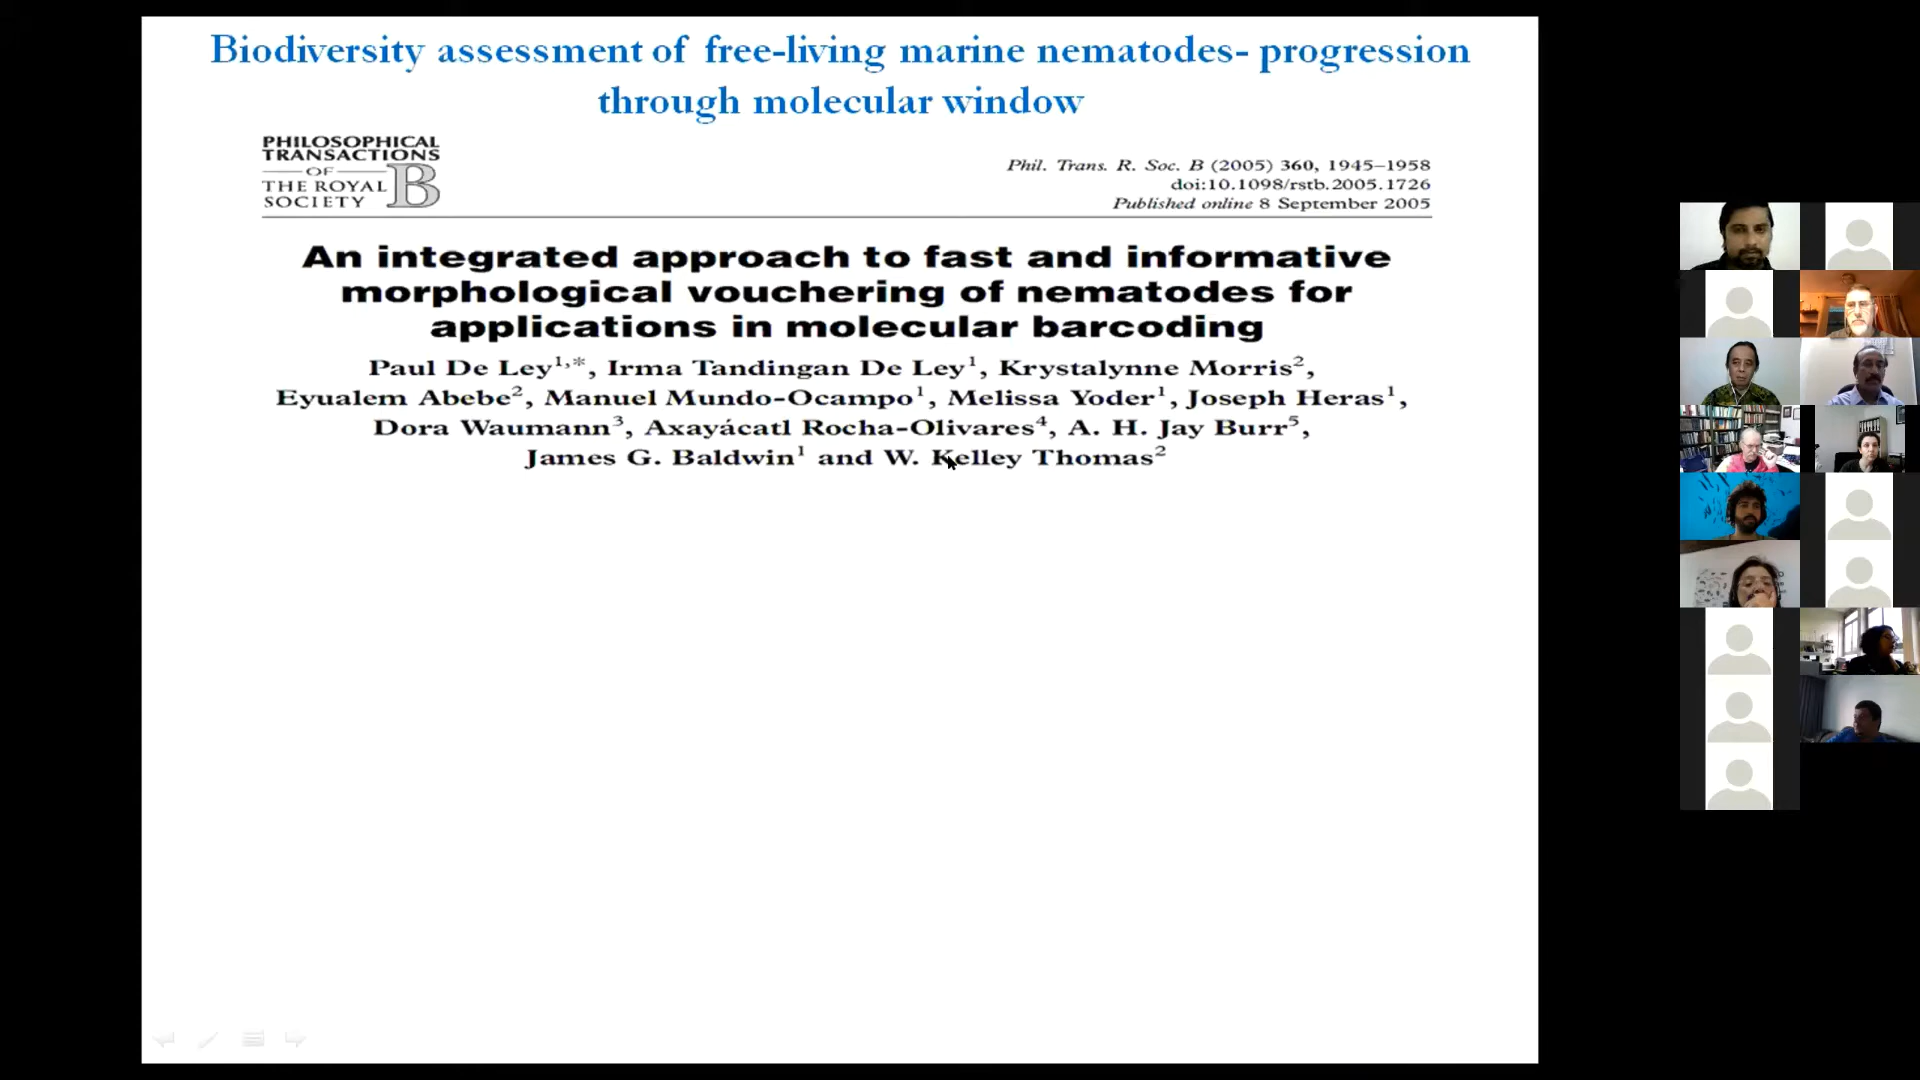 Biodiversity assessment of free-living marine nematodes- progression
through molecular window
PHILOSOPHICAL
TRANSACTIONS
OF
THE ROYAL
SOCIETY
B
Phil. Trans. R. Soc. B (2005) 360, 1945–1958
doi:10.1098/rstb.2005.1726
Published online 8 September 2005
An integrated approach to fast and informative
morphological vouchering of nematodes for
applications in molecular barcoding
Paul De Ley1,*, Irma Tandingan De Ley1, Krystalynne Morris2,
Eyualem Abebe2, Manuel Mundo-Ocampo1, Melissa Yoder1, Joseph Heras1,
Dora Waumann3, Axayácatl Rocha-Olivares4, A. H. Jay Burr5,
James G. Baldwin1 and W. Kelley Thomas2